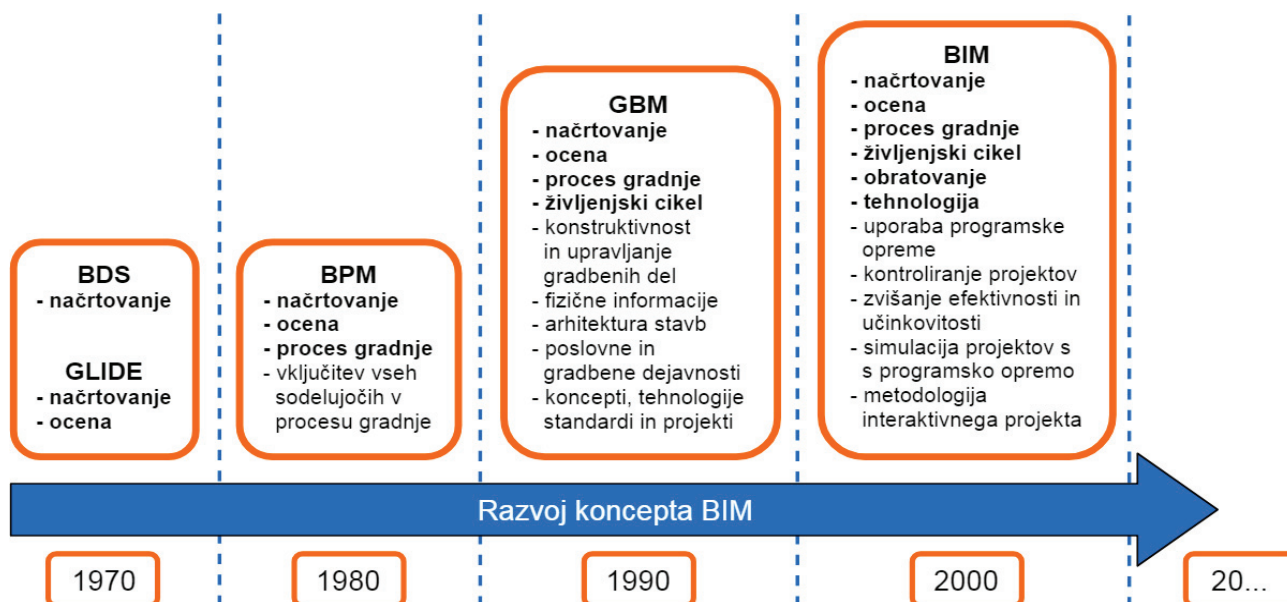 BDS
- načrtovanje
GLIDE
- načrtovanje
- ocena
BPM
- načrtovanje
- ocena
- proces gradnje
- vključitev vseh
sodelujočih v
procesu gradnje
GBM
- načrtovanje
- ocena
- proces gradnje
- življenjski cikel
- konstruktivnost
in upravljanje
gradbenih del
- fizične informacije
- arhitektura stavb
- poslovne in
gradbene dejavnosti
- koncepti, tehnologije
standardi in projekti
BIM
- načrtovanje
- ocena
- proces gradnje
- življenjski cikel
- obratovanje
- tehnologija
- uporaba programske
opreme
- kontroliranje projektov
- zvišanje efektivnosti in
učinkovitosti
- simulacija projektov s
s programsko opremo
- metodologija
interaktivnega projekta
Razvoj koncepta BIM
1970
1980
1990
2000
20...